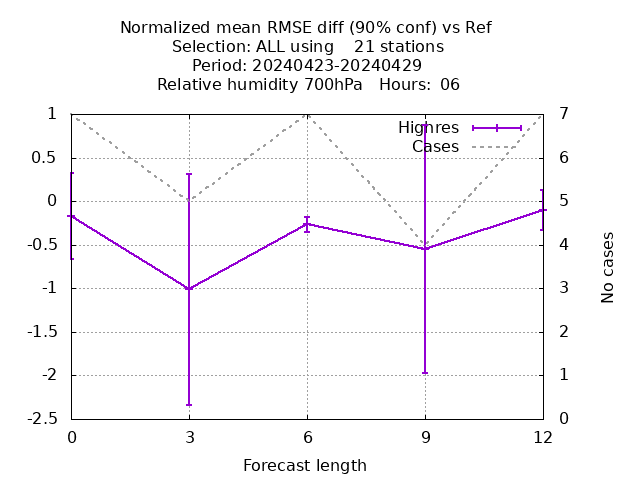 Normalized mean RMSE diff (90% conf) vs Ref
Selection: ALL using    21 stations
Period: 20240423-20240429
Relative humidity 700hPa   Hours:  06
Highres
Cases
1
0.5
0
-0.5
-1
-1.5
-2
-2.5
7
6
5
4
3
2
1
0
No cases
0 3 6 9 12
Forecast length